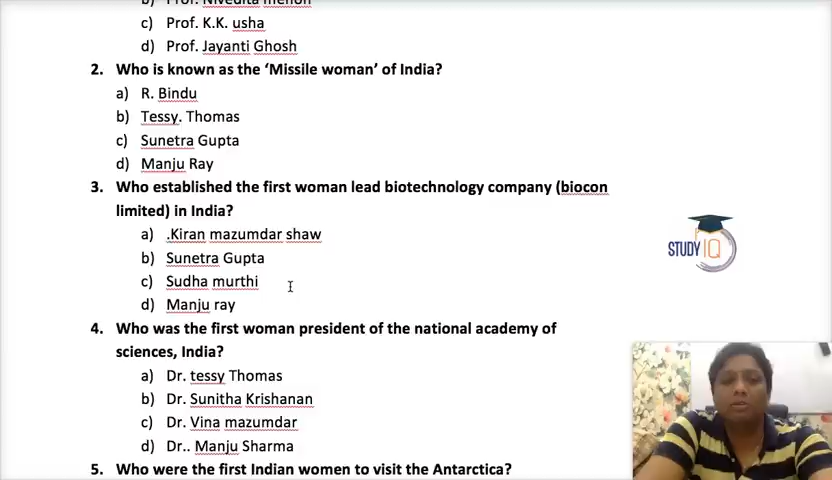 b) Prof. Nivedita menon
c) Prof. K.K. usha
d) Prof. Jayanti Ghosh
2. Who is known as the ‘Missile woman’ of India?
a) R. Bindu
b) Tessy. Thomas
c) Sunetra Gupta
d) Manju Ray
3. Who established the first woman lead biotechnology company (biocon
limited) in India?
a) .Kiran mazumdar shaw
b) Sunetra Gupta
c) Sudha murthi
d) Manju ray
STUDY IQ
4. Who was the first woman president of the national academy of
sciences, India?
a) Dr. tessy Thomas
b) Dr. Sunitha Krishanan
c) Dr. Vina mazumdar
d) Dr.. Manju Sharma
5. Who were the first Indian women to visit the Antarctica?